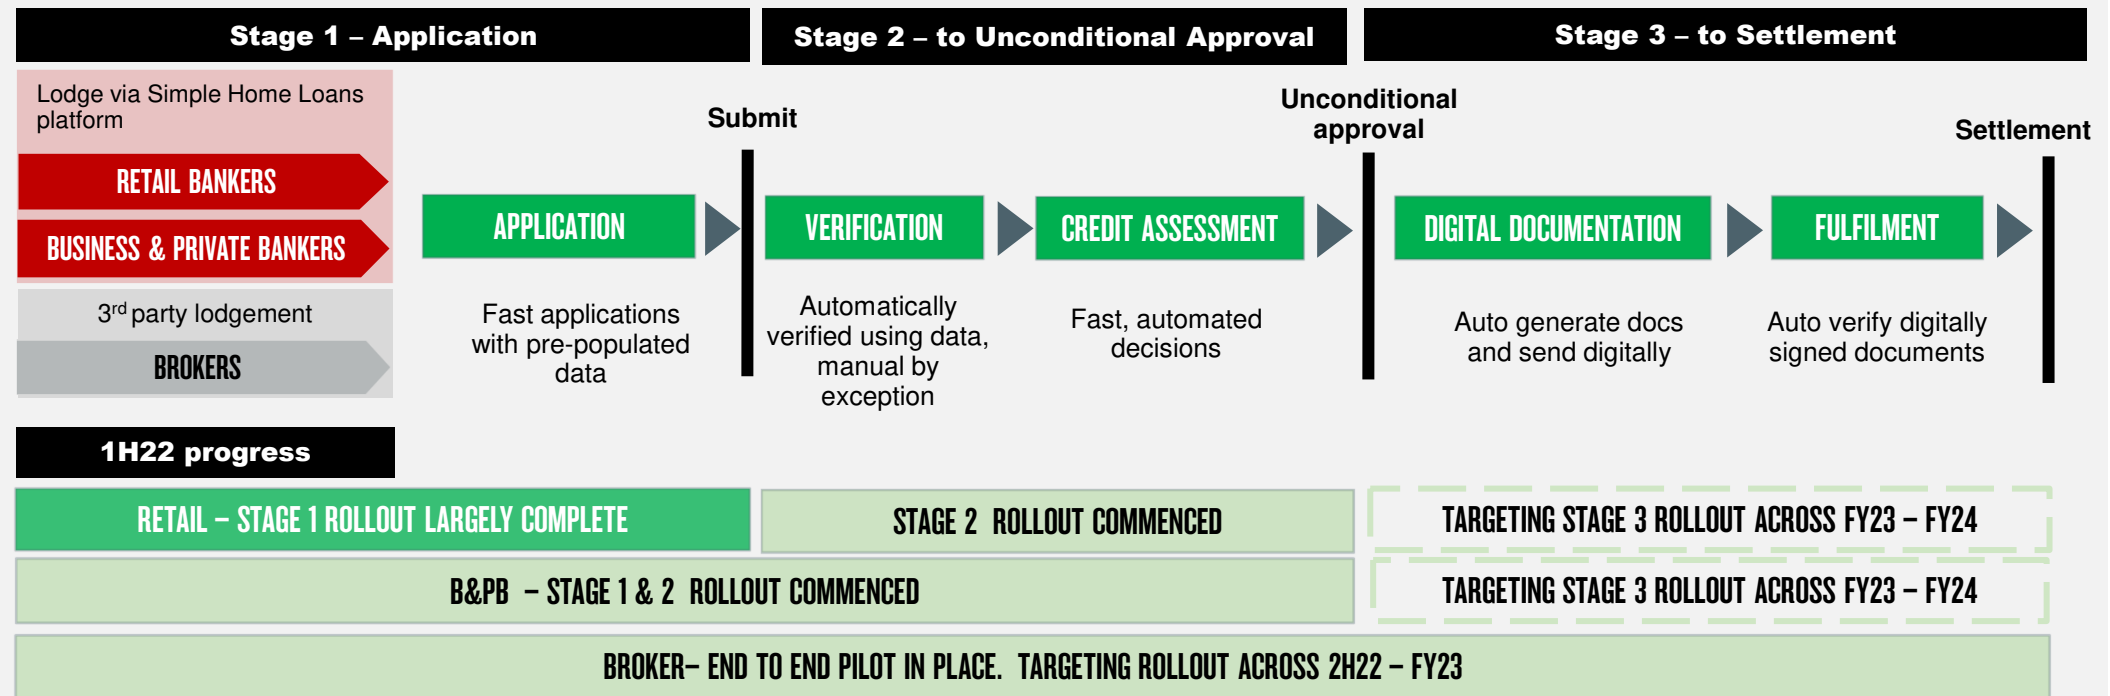 Stage 1 – Application
Stage 2 – to Unconditional Approval
Stage 3 – to Settlement
Lodge via Simple Home Loans
platform
RETAIL BANKERS
BUSINESS & PRIVATE BANKERS
3rd party lodgement
BROKERS
APPLICATION
Fast applications
with pre-populated
data
Submit
VERIFICATION
Automatically
verified using data,
manual by
exception
CREDIT ASSESSMENT
Fast, automated
decisions
Unconditional
approval
DIGITAL DOCUMENTATION
Auto generate docs
and send digitally
FULFILMENT
Auto verify digitally
signed documents
Settlement
1H22 progress
RETAIL – STAGE 1 ROLLOUT LARGELY COMPLETE
STAGE 2 ROLLOUT COMMENCED
TARGETING STAGE 3 ROLLOUT ACROSS FY23 – FY24
B&PB – STAGE 1 & 2 ROLLOUT COMMENCED
TARGETING STAGE 3 ROLLOUT ACROSS FY23 – FY24
BROKER– END TO END PILOT IN PLACE. TARGETING ROLLOUT ACROSS 2H22 – FY23